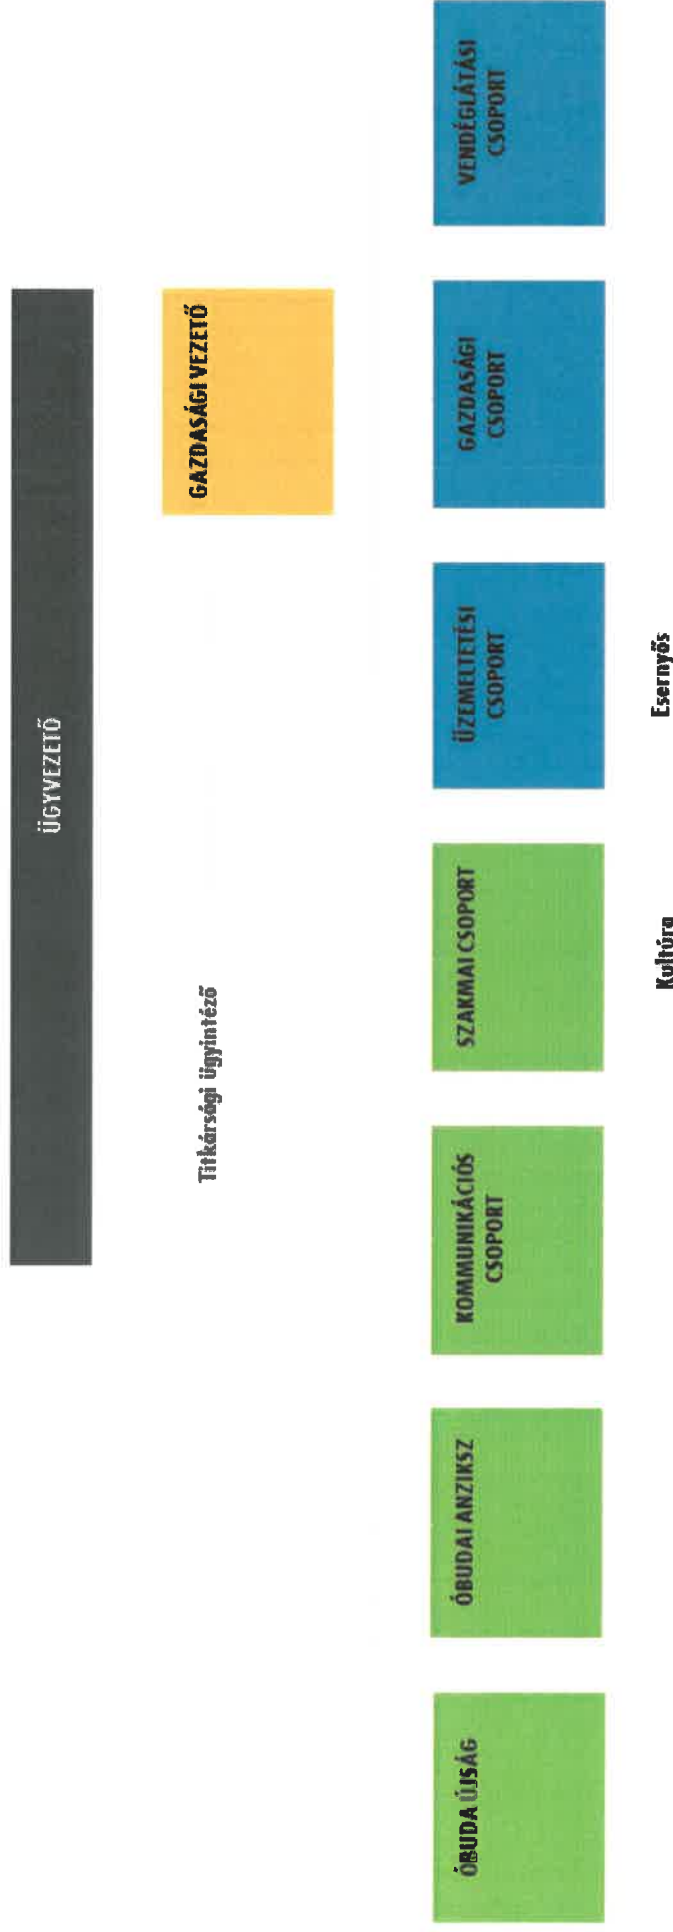 ÜGYVEZETŐ
Titkársági ügyintéző
GAZDASÁGI VEZETŐ
ÓBUDA ÚJSÁG
ÓBUDAI ANZIKSZ
KOMMUNIKÁCIÓS
CSOPORT
SZAKMAI CSOPORT
ÜZEMELTETÉSI
CSOPORT
GAZDASÁGI
CSOPORT
VENDÉGLÁTÁSI
CSOPORT
Kultúra
Esernyős